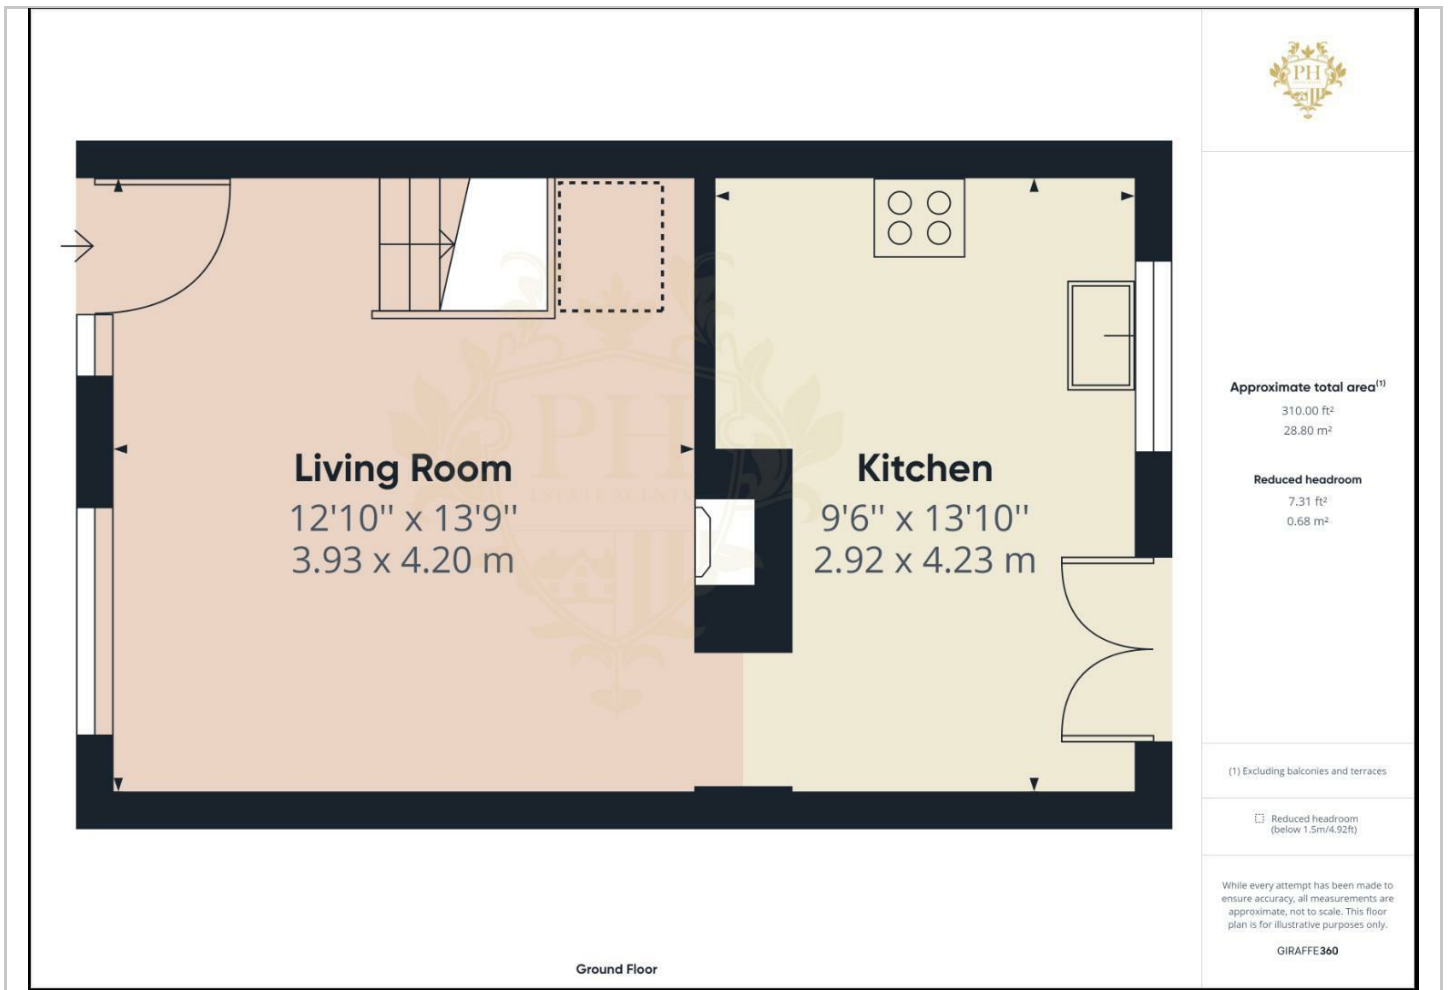 PH
Living Room
12'10" x 13'9"
3.93 x 4.20 m
PH
ESTATE AGENTS
Kitchen
9'6" x 13'10"
2.92 x 4.23 m
Ground Floor
Approximate total area(1)
310.00 ft²
28.80 m²
Reduced headroom
7.31 ft²
0.68 m²
(1) Excluding balconies and terraces
Reduced headroom
(below 1.5m/4.92ft)
While every attempt has been made to
ensure accuracy, all measurements are
approximate, not to scale. This floor
plan is for illustrative purposes only.
GIRAFFE360